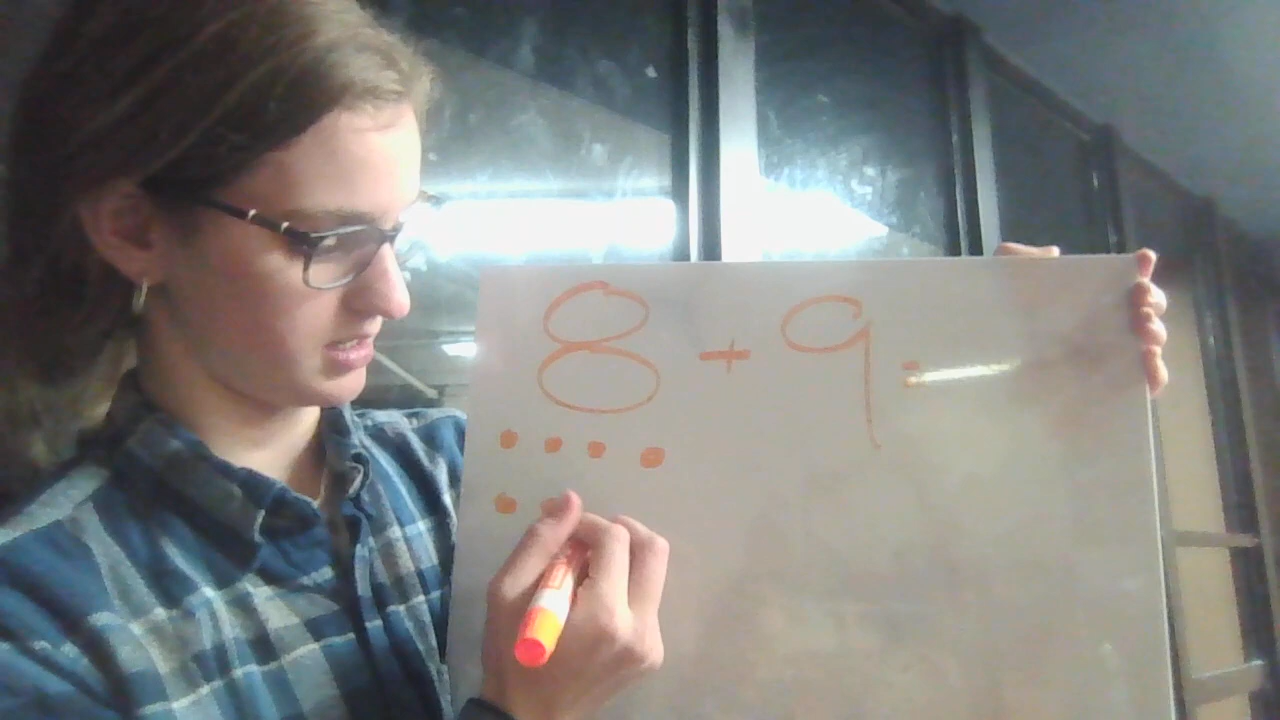 8 + 9 =